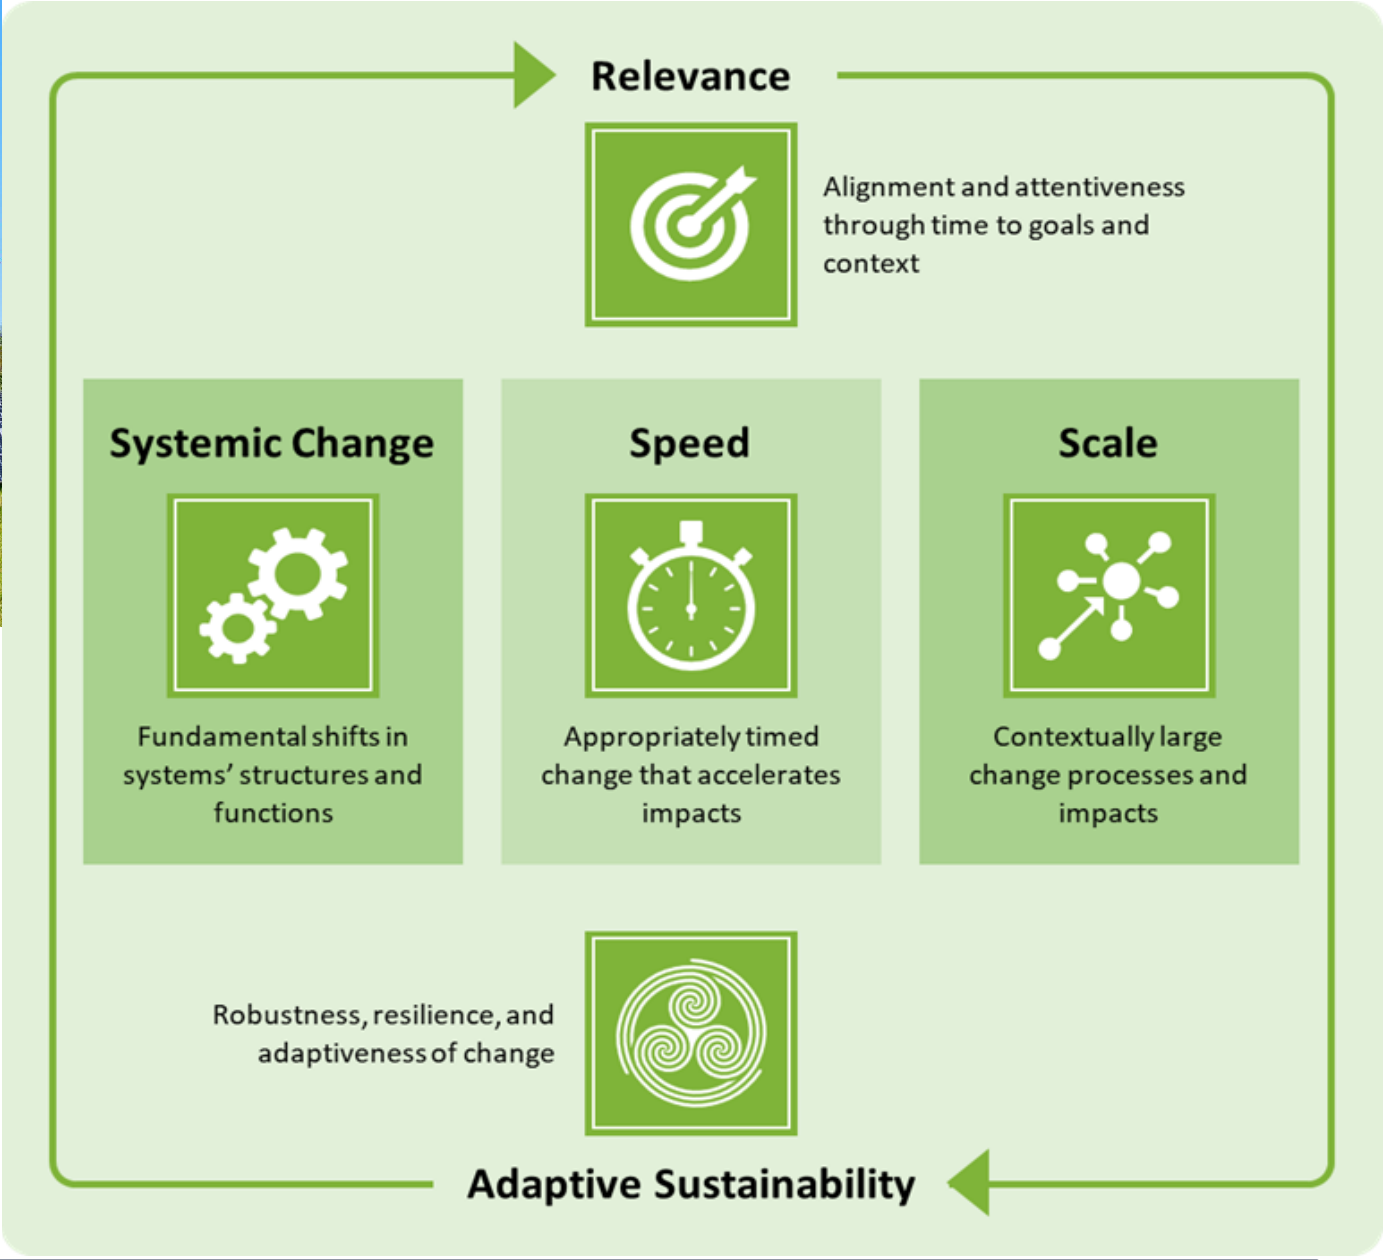 Relevance
Alignment and attentiveness
through time to goals and
context
Systemic Change
Fundamental shifts in
systems’ structures and
functions
Speed
Appropriately timed
change that accelerates
impacts
Scale
Contextually large
change processes and
impacts
Robustness, resilience, and
adaptiveness of change
Adaptive Sustainability